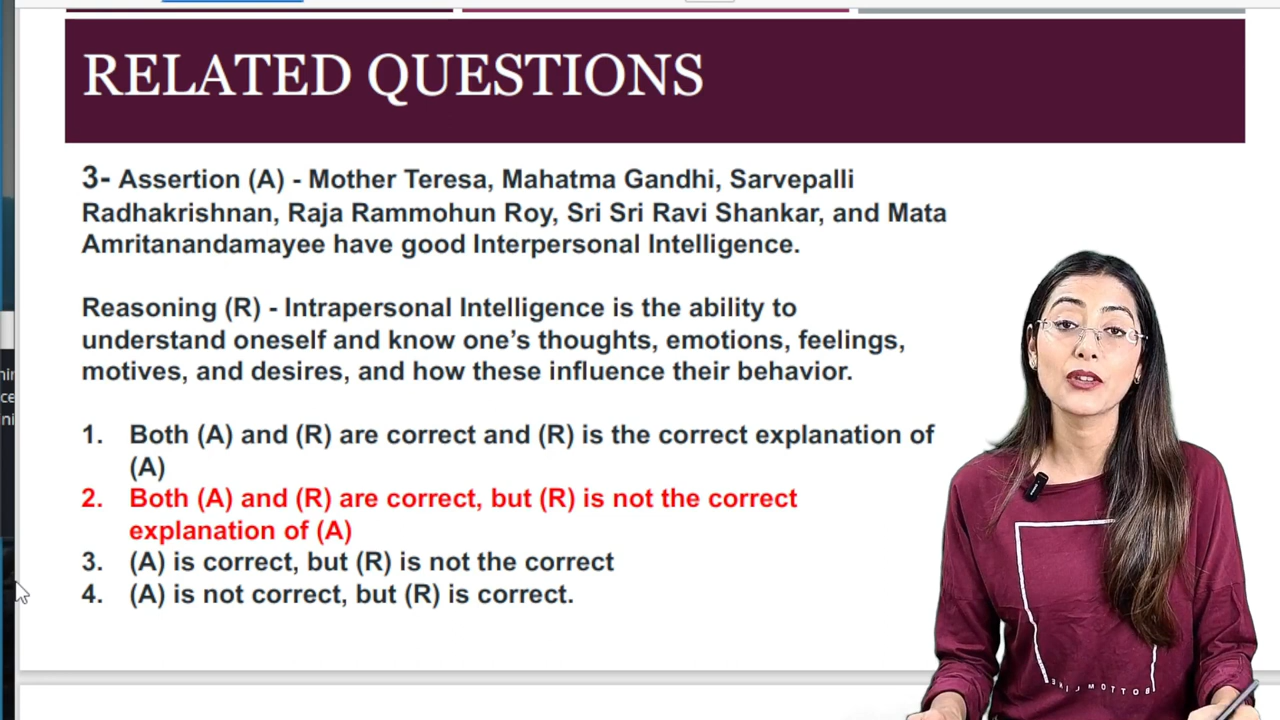 RELATED QUESTIONS
3- Assertion (A) - Mother Teresa, Mahatma Gandhi, Sarvepalli
Radhakrishnan, Raja Rammohun Roy, Sri Sri Ravi Shankar, and Mata
Amritanandamayee have good Interpersonal Intelligence.
Reasoning (R) - Intrapersonal Intelligence is the ability to
understand oneself and know one’s thoughts, emotions, feelings,
motives, and desires, and how these influence their behavior.
1. Both (A) and (R) are correct and (R) is the correct explanation of
(A)
2. Both (A) and (R) are correct, but (R) is not the correct
explanation of (A)
3. (A) is correct, but (R) is not the correct
4. (A) is not correct, but (R) is correct.